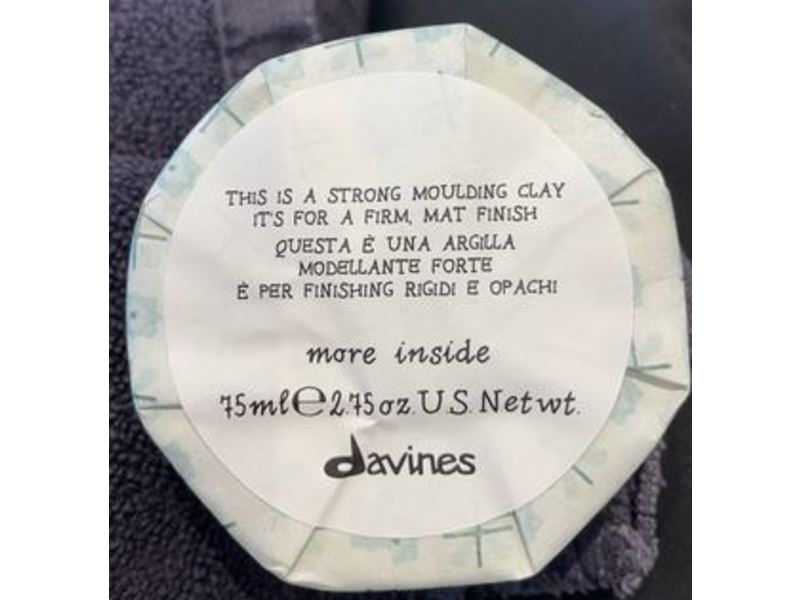 THIS IS A STRONG MOULDING CLAY
IT'S FOR A FIRM, MAT FINISH
QUESTA È UNA ARGILLA
MODELLANTE FORTE
È PER FINISHING RIGIDI E OPACHI
more inside
75ml℮2.75oz.U.S.Netwt.
davines